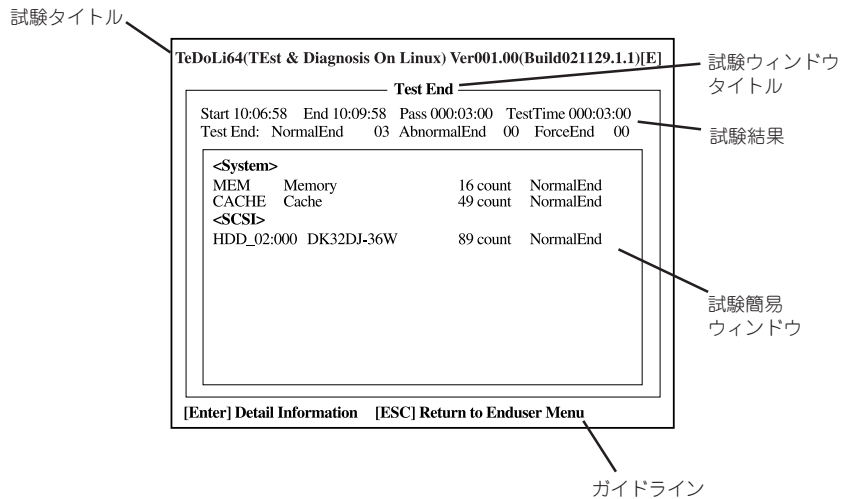 試験タイトル
TeDoLi64(TEst & Diagnosis On Linux) Ver001.00(Build021129.1.1)[E]
試験ウィンドウ
タイトル
Test End
Start 10:06:58 End 10:09:58 Pass 000:03:00 TestTime 000:03:00
Test End: NormalEnd 03 AbnormalEnd 00 ForceEnd 00
試験結果
<System>
MEM Memory 16 count NormalEnd
CACHE Cache 49 count NormalEnd
<SCSI>
HDD_02:000 DK32DJ-36W 89 count NormalEnd
試験簡易
ウィンドウ
[Enter] Detail Information [ESC] Return to Enduser Menu
ガイドライン